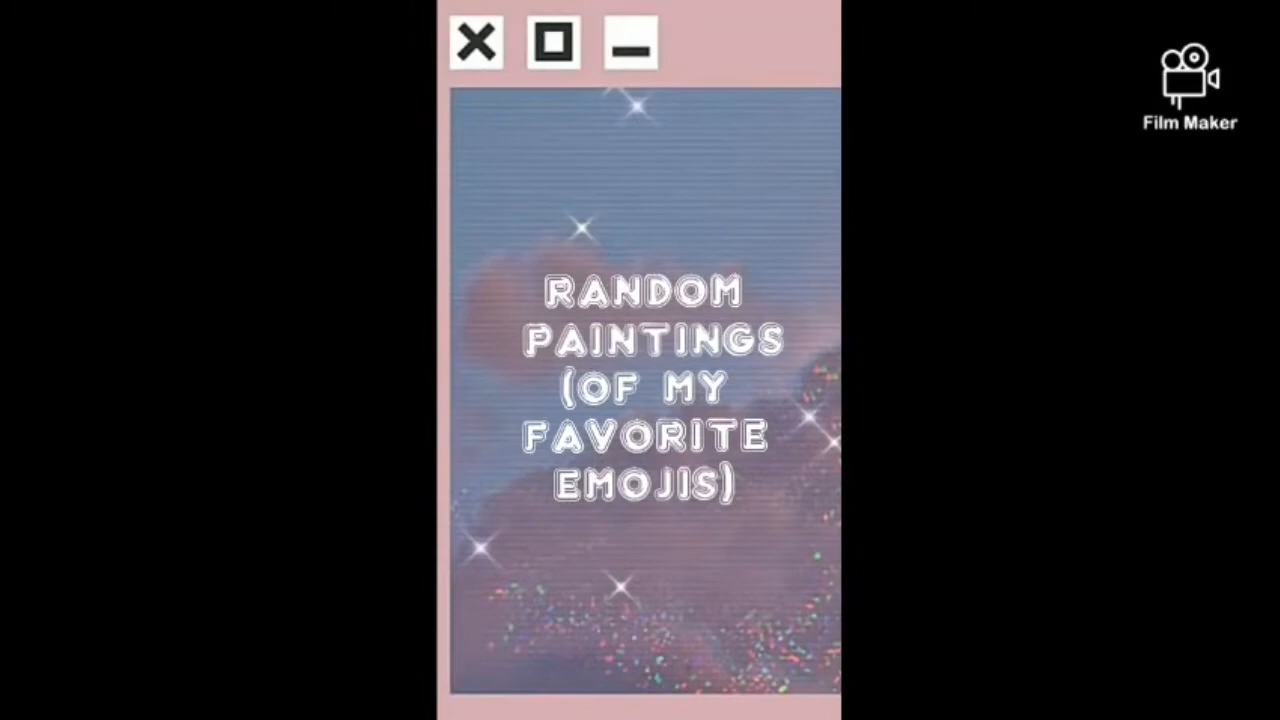 Film Maker
RANDOM
PAINTINGS
(OF MY
FAVORITE
EMOJIS)